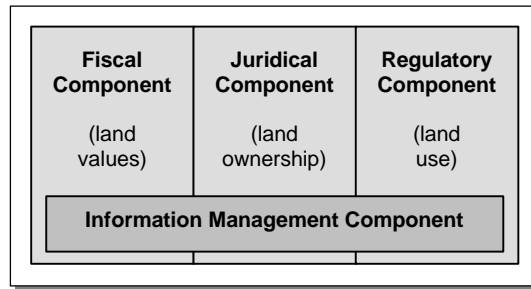 Fiscal
Component
(land
values)
Juridical
Component
(land
ownership)
Regulatory
Component
(land
use)
Information Management Component